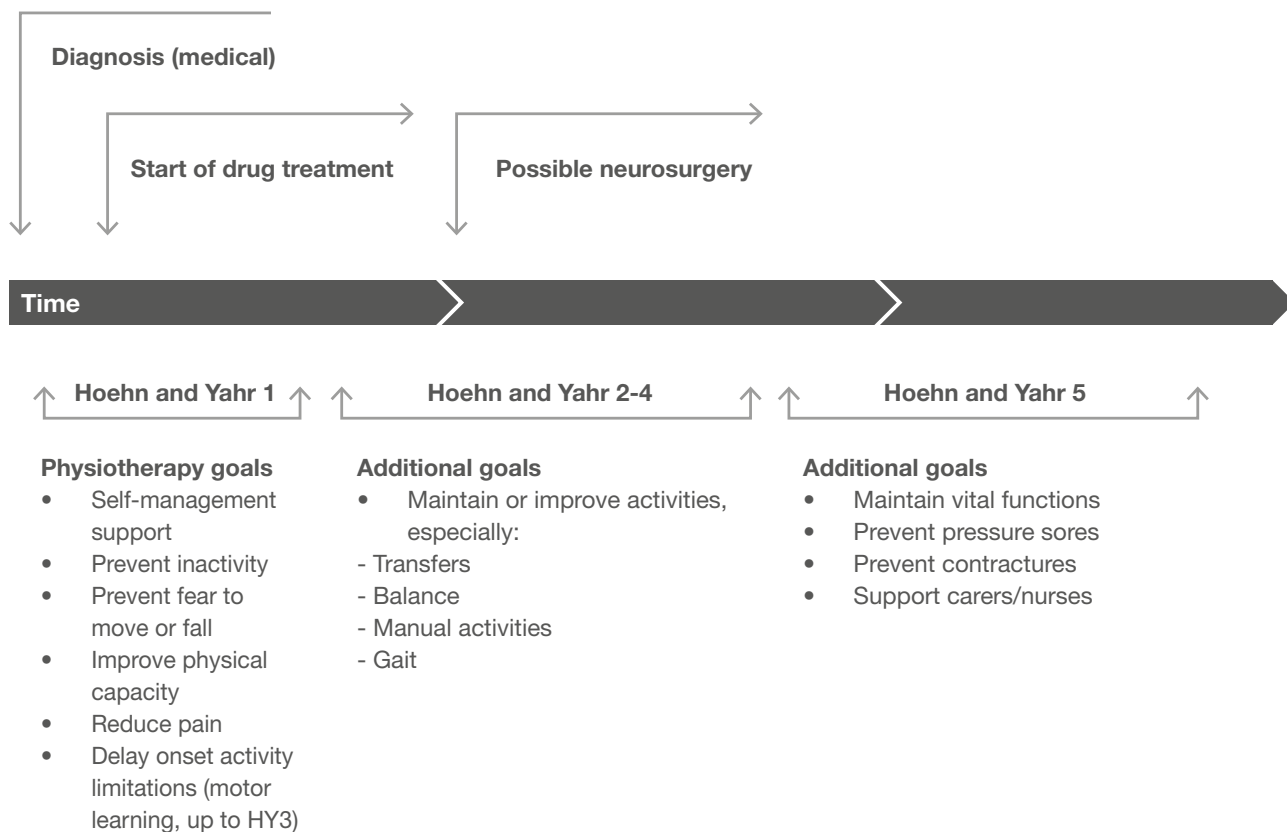 Diagnosis (medical)
Start of drug treatment
Possible neurosurgery
Time
Hoehn and Yahr 1
Hoehn and Yahr 2-4
Hoehn and Yahr 5
Physiotherapy goals
• Self-management
support
• Prevent inactivity
• Prevent fear to
move or fall
• Improve physical
capacity
• Reduce pain
• Delay onset activity
limitations (motor
learning, up to HY3)
Additional goals
• Maintain or improve activities,
especially:
- Transfers
- Balance
- Manual activities
- Gait
Additional goals
• Maintain vital functions
• Prevent pressure sores
• Prevent contractures
• Support carers/nurses